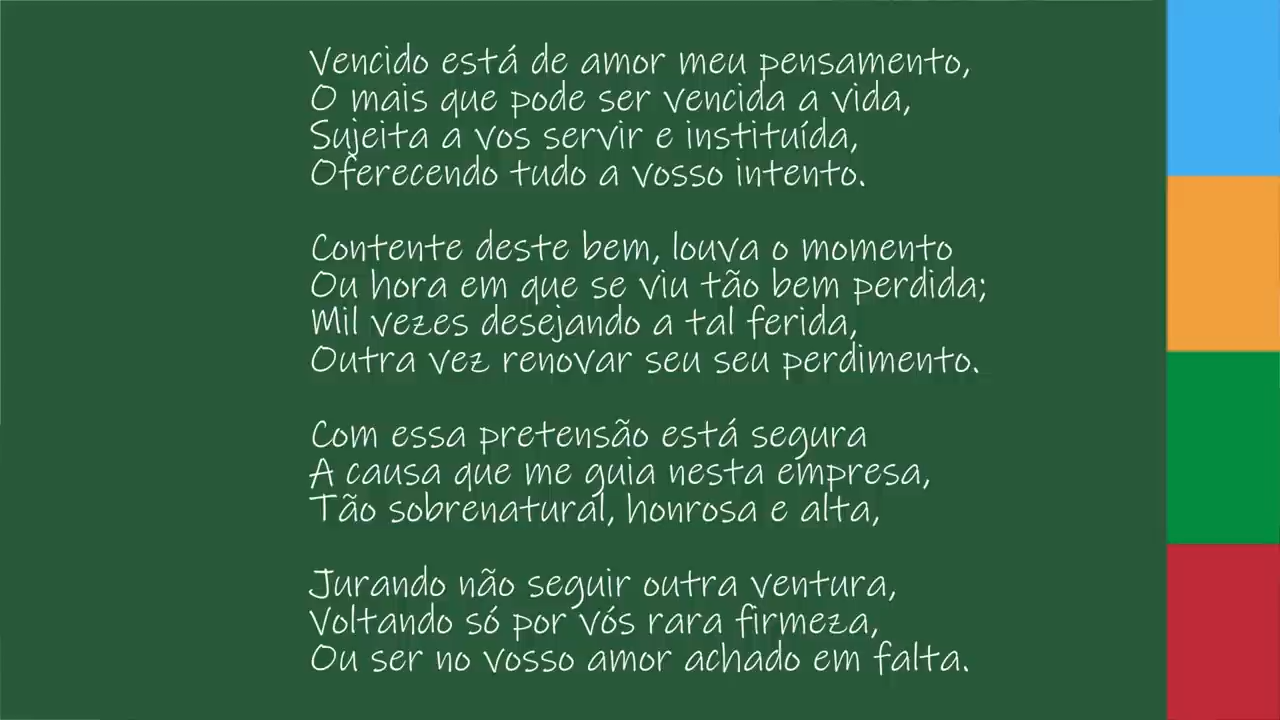 Vencido está de amor meu pensamento,
O mais que pode ser vencida a vida,
Sujeita a vos servir e instituída,
Oferecendo tudo a vosso intento.
Contente deste bem, louva o momento
Ou hora em que se viu tão bem perdida;
Mil vezes desejando a tal ferida,
Outra vez renovar seu seu perdimento.
Com essa pretensão está segura
A causa que me guia nesta empresa,
Tão sobrenatural, honrosa e alta,
Jurando não seguir outra ventura,
Voltando só por vós rara firmeza,
Ou ser no vosso amor achado em falta.